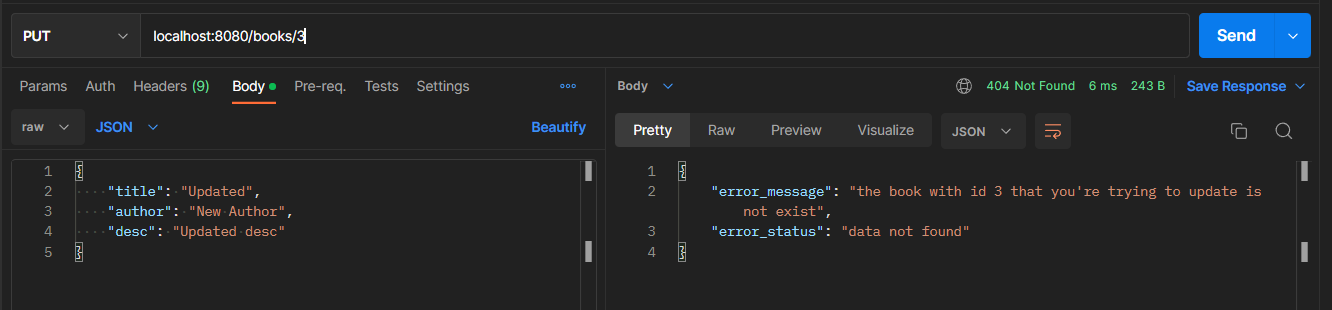 PUT
localhost:8080/books/3
Send
Params Auth Headers (9) Body Pre-req. Tests Settings
raw JSON Beautify
1 {
2 "title": "Updated",
3 "author": "New Author",
4 "desc": "Updated desc"
5 }
Body 404 Not Found 6 ms 243 B Save Response
Pretty Raw Preview Visualize JSON
1 {
2 "error_message": "the book with id 3 that you're trying to update is
not exist",
3 "error_status": "data not found"
4 }